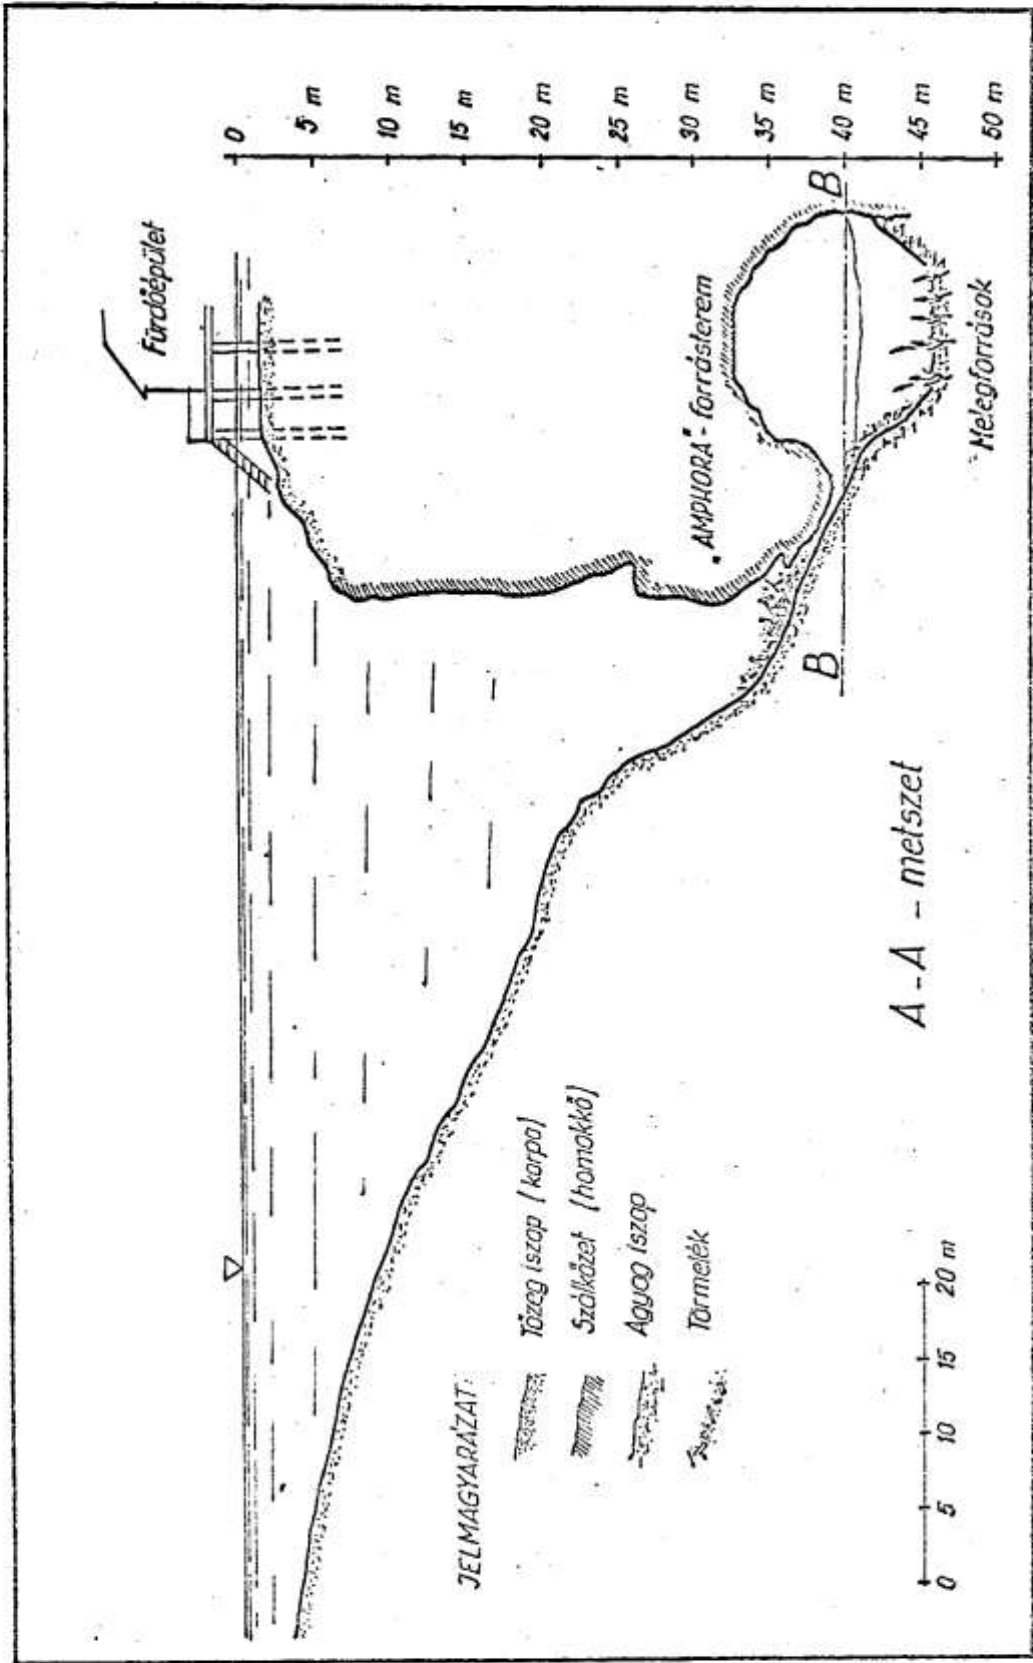 Fürdőépület
0
5 m
10 m
15 m
20 m
25 m
30 m
35 m
40 m
45 m
50 m
„AMPHORA" - forrásterem
B
B
Melegforrások
A - A - metszet
JELMAGYARÁZAT:
Tőzeg iszap (korpa)
Szálkőzet (homokkő)
Agyag iszap
Törmelék
0 5 10 15 20 m